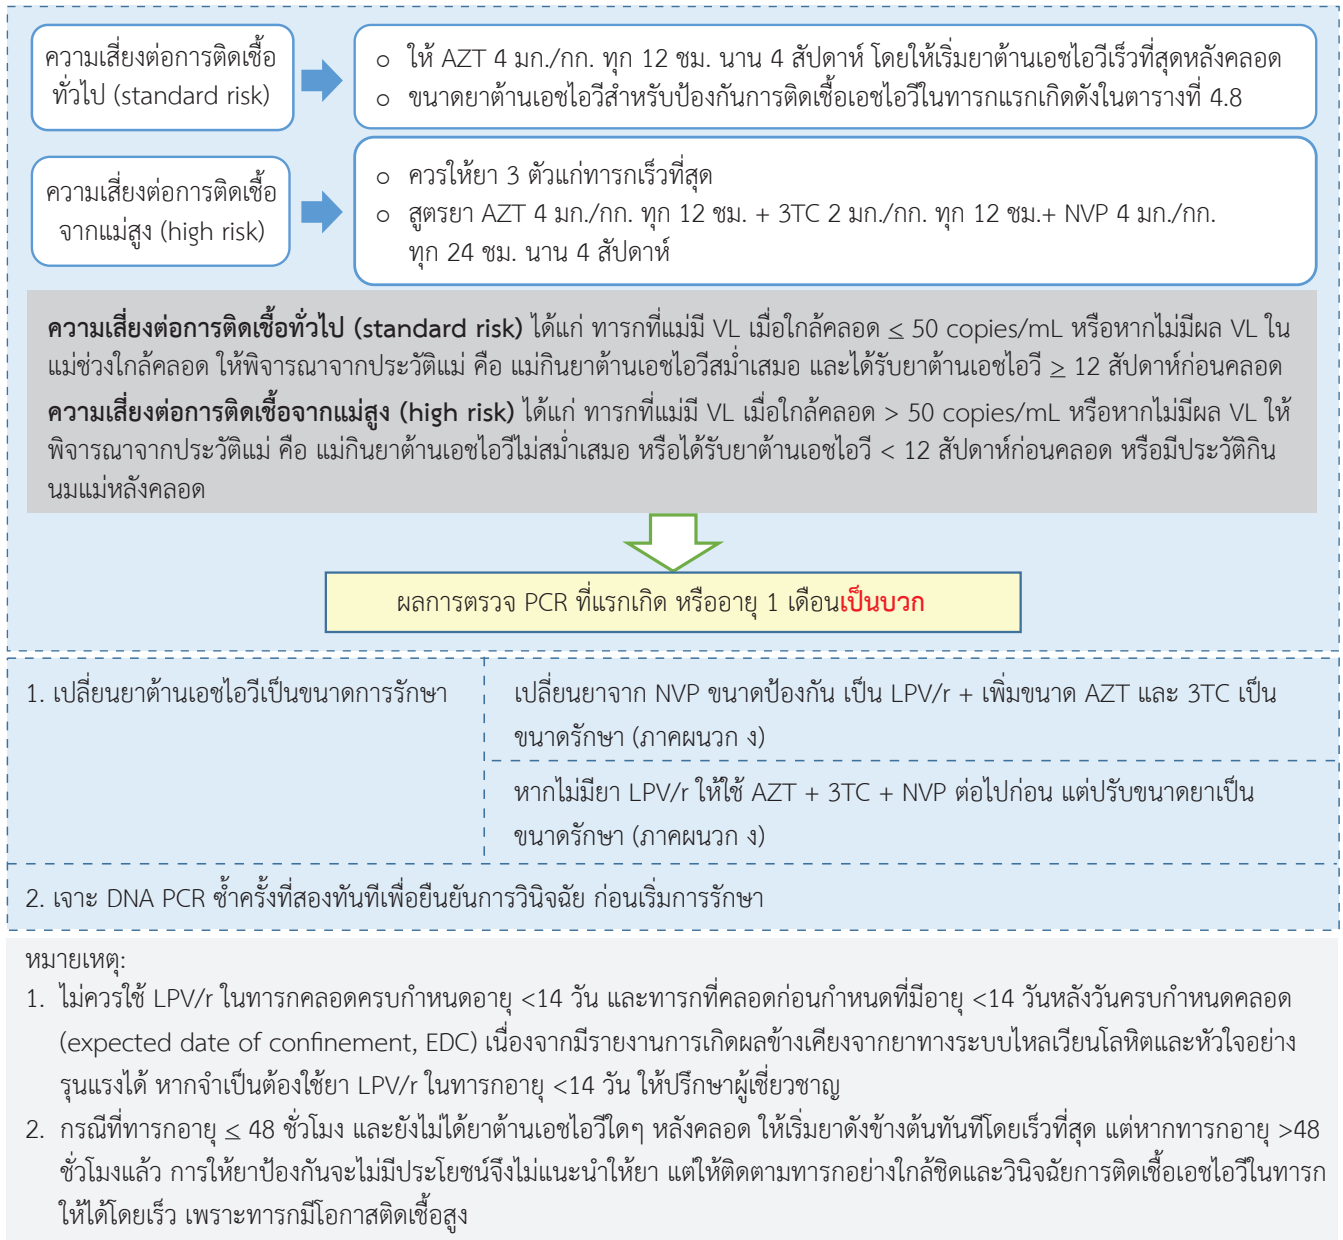 ความเสี่ยงต่อการติดเชื้อ
ทั่วไป (standard risk)
o ให้ AZT 4 มก./กก. ทุก 12 ชม. นาน 4 สัปดาห์ โดยให้เริ่มยาต้านเอชไอวีเร็วที่สุดหลังคลอด
o ขนาดยาต้านเอชไอวีสำหรับป้องกันการติดเชื้อเอชไอวีในทารกแรกเกิดดังในตารางที่ 4.8
ความเสี่ยงต่อการติดเชื้อ
จากแม่สูง (high risk)
o ควรให้ยา 3 ตัวแก่ทารกเร็วที่สุด
o สูตรยา AZT 4 มก./กก. ทุก 12 ชม. + 3TC 2 มก./กก. ทุก 12 ชม.+ NVP 4 มก./กก.
ทุก 24 ชม. นาน 4 สัปดาห์
ความเสี่ยงต่อการติดเชื้อทั่วไป (standard risk) ได้แก่ ทารกที่แม่มี VL เมื่อใกล้คลอด ≤ 50 copies/mL หรือหากไม่มีผล VL ใน
แม่ช่วงใกล้คลอด ให้พิจารณาจากประวัติแม่ คือ แม่กินยาต้านเอชไอวีสม่ำเสมอ และได้รับยาต้านเอชไอวี ≥ 12 สัปดาห์ก่อนคลอด
ความเสี่ยงต่อการติดเชื้อจากแม่สูง (high risk) ได้แก่ ทารกที่แม่มี VL เมื่อใกล้คลอด > 50 copies/mL หรือหากไม่มีผล VL ให้
พิจารณาจากประวัติแม่ คือ แม่กินยาต้านเอชไอวีไม่สม่ำเสมอ หรือได้รับยาต้านเอชไอวี < 12 สัปดาห์ก่อนคลอด หรือมีประวัติกิน
นมแม่หลังคลอด
ผลการตรวจ PCR ที่แรกเกิด หรืออายุ 1 เดือนเป็นบวก
1. เปลี่ยนยาต้านเอชไอวีเป็นขนาดการรักษา
เปลี่ยนยาจาก NVP ขนาดป้องกัน เป็น LPV/r + เพิ่มขนาด AZT และ 3TC เป็น
ขนาดรักษา (ภาคผนวก ง)
หากไม่มียา LPV/r ให้ใช้ AZT + 3TC + NVP ต่อไปก่อน แต่ปรับขนาดยาเป็น
ขนาดรักษา (ภาคผนวก ง)
2. เจาะ DNA PCR ซ้ำครั้งที่สองทันทีเพื่อยืนยันการวินิจฉัย ก่อนเริ่มการรักษา
หมายเหตุ:
1. ไม่ควรใช้ LPV/r ในทารกคลอดครบกำหนดอายุ <14 วัน และทารกที่คลอดก่อนกำหนดที่มีอายุ <14 วันหลังวันครบกำหนดคลอด
(expected date of confinement, EDC) เนื่องจากมีรายงานการเกิดผลข้างเคียงจากยาทางระบบไหลเวียนโลหิตและหัวใจอย่าง
รุนแรงได้ หากจำเป็นต้องใช้ยา LPV/r ในทารกอายุ <14 วัน ให้ปรึกษาผู้เชี่ยวชาญ
2. กรณีที่ทารกอายุ ≤ 48 ชั่วโมง และยังไม่ได้ยาต้านเอชไอวีใดๆ หลังคลอด ให้เริ่มยาดังข้างต้นทันทีโดยเร็วที่สุด แต่หากทารกอายุ >48
ชั่วโมงแล้ว การให้ยาป้องกันจะไม่มีประโยชน์จึงไม่แนะนำให้ยา แต่ให้ติดตามทารกอย่างใกล้ชิดและวินิจฉัยการติดเชื้อเอชไอวีในทารก
ให้ได้โดยเร็ว เพราะทารกมีโอกาสติดเชื้อสูง